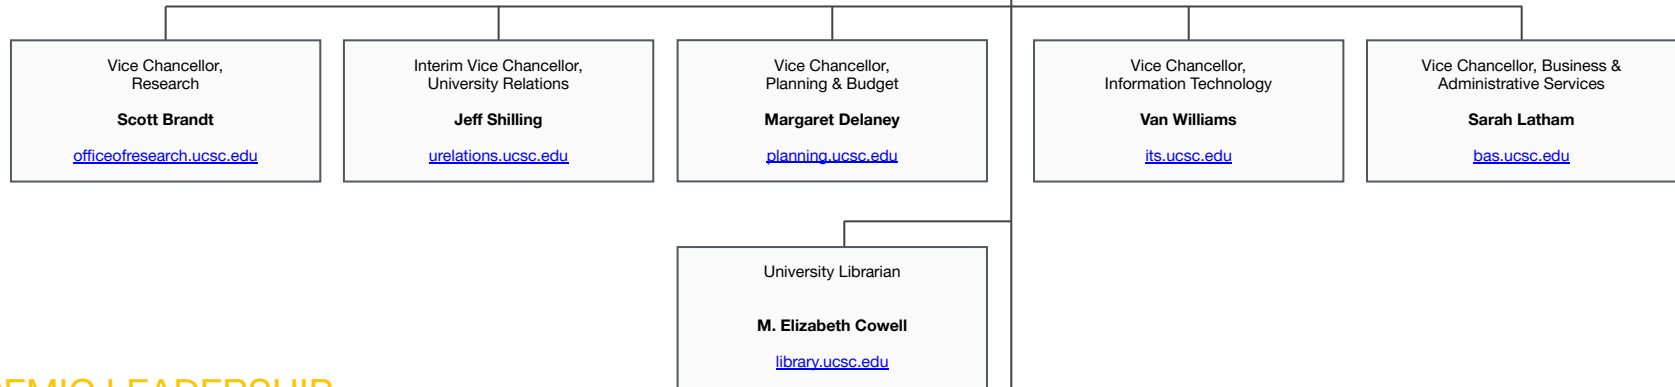 Vice Chancellor,
Research
Scott Brandt
officeofresearch.ucsc.edu
Interim Vice Chancellor,
University Relations
Jeff Shilling
urelations.ucsc.edu
Vice Chancellor,
Planning & Budget
Margaret Delaney
planning.ucsc.edu
Vice Chancellor,
Information Technology
Van Williams
its.ucsc.edu
Vice Chancellor, Business &
Administrative Services
Sarah Latham
bas.ucsc.edu
University Librarian
M. Elizabeth Cowell
library.ucsc.edu
DEMIC LEADERSHIP